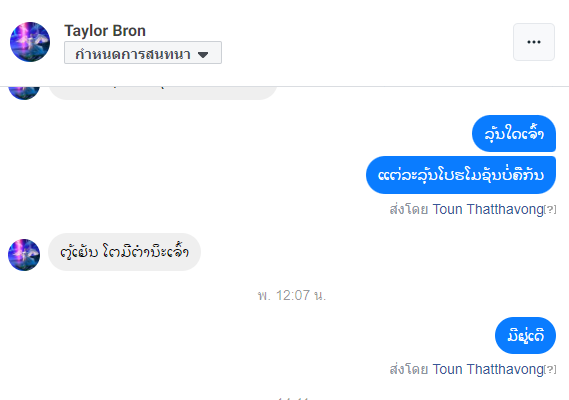 Taylor Bron
กำหนดการสนทนา
ລຸ້ນໃດເຈົ້າ
ແຕ່ລະລຸ້ນໂປຣໂມຊັນບໍ່ຄືກັນ
ส่งโดย Toun Thatthavong[?]
ຕູ້ເຢັນ ໂຕມີຕຳນິຫະເຈົ້າ
พ. 12:07 น.
ມີຢູ່ເດີ
ส่งโดย Toun Thatthavong[?]